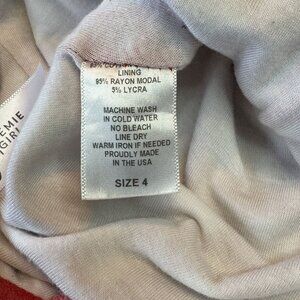 LINING
95% RAYON MODAL
5% LYCRA
MACHINE WASH
IN COLD WATER
NO BLEACH
LINE DRY
WARM IRON IF NEEDED
PROUDLY MADE
IN THE USA
SIZE 4